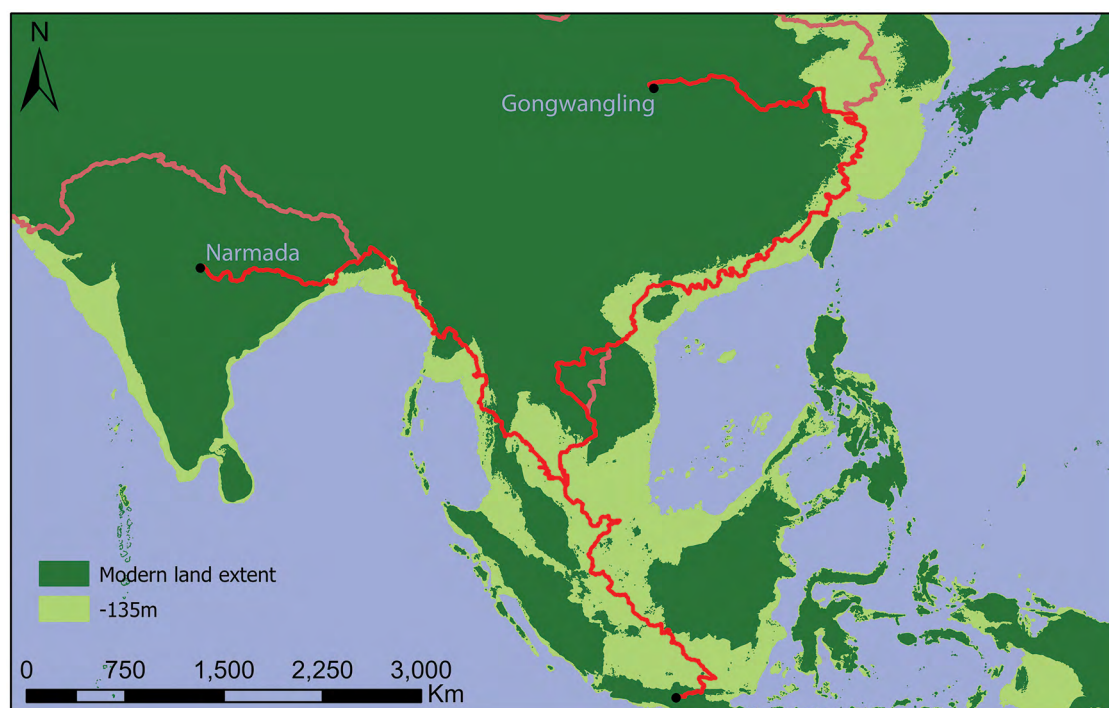 N
Gongwangling
Narmada
Modern land extent
-135m
0 750 1,500 2,250 3,000
Km